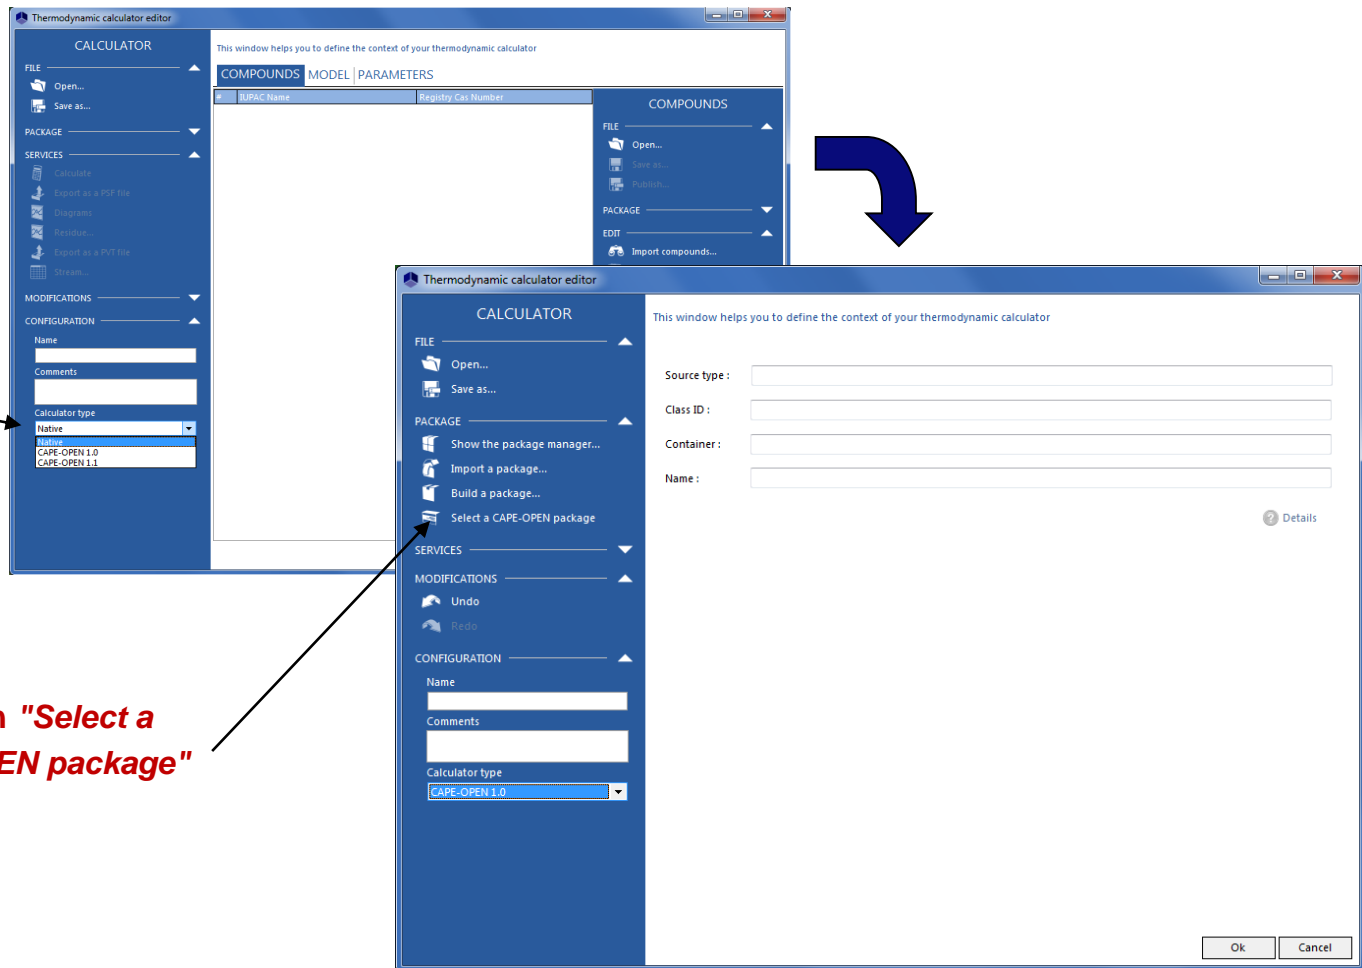 Thermodynamic calculator editor
CALCULATOR
This window helps you to define the context of your thermodynamic calculator
FILE
Open...
Save as...
PACKAGE
SERVICES
Calculate
Export as a PSF file
Diagrams
Residue...
Export as a PVT file
Stream...
MODIFICATIONS
CONFIGURATION
Name
Comments
Calculator type
Native
Native
CAPE-OPEN 1.0
CAPE-OPEN 1.1
COMPOUNDS MODEL PARAMETERS
# IUPAC Name Registry Cas Number
COMPOUNDS
FILE
Open...
Save as...
Publish...
PACKAGE
EDIT
Import compounds...
Thermodynamic calculator editor
CALCULATOR
This window helps you to define the context of your thermodynamic calculator
FILE
Open...
Save as...
PACKAGE
Show the package manager...
Import a package...
Build a package...
Select a CAPE-OPEN package
SERVICES
MODIFICATIONS
Undo
Redo
CONFIGURATION
Name
Comments
Calculator type
CAPE-OPEN 1.0
Source type :
Class ID :
Container :
Name :
Details
Ok Cancel
"Select a
EN package"